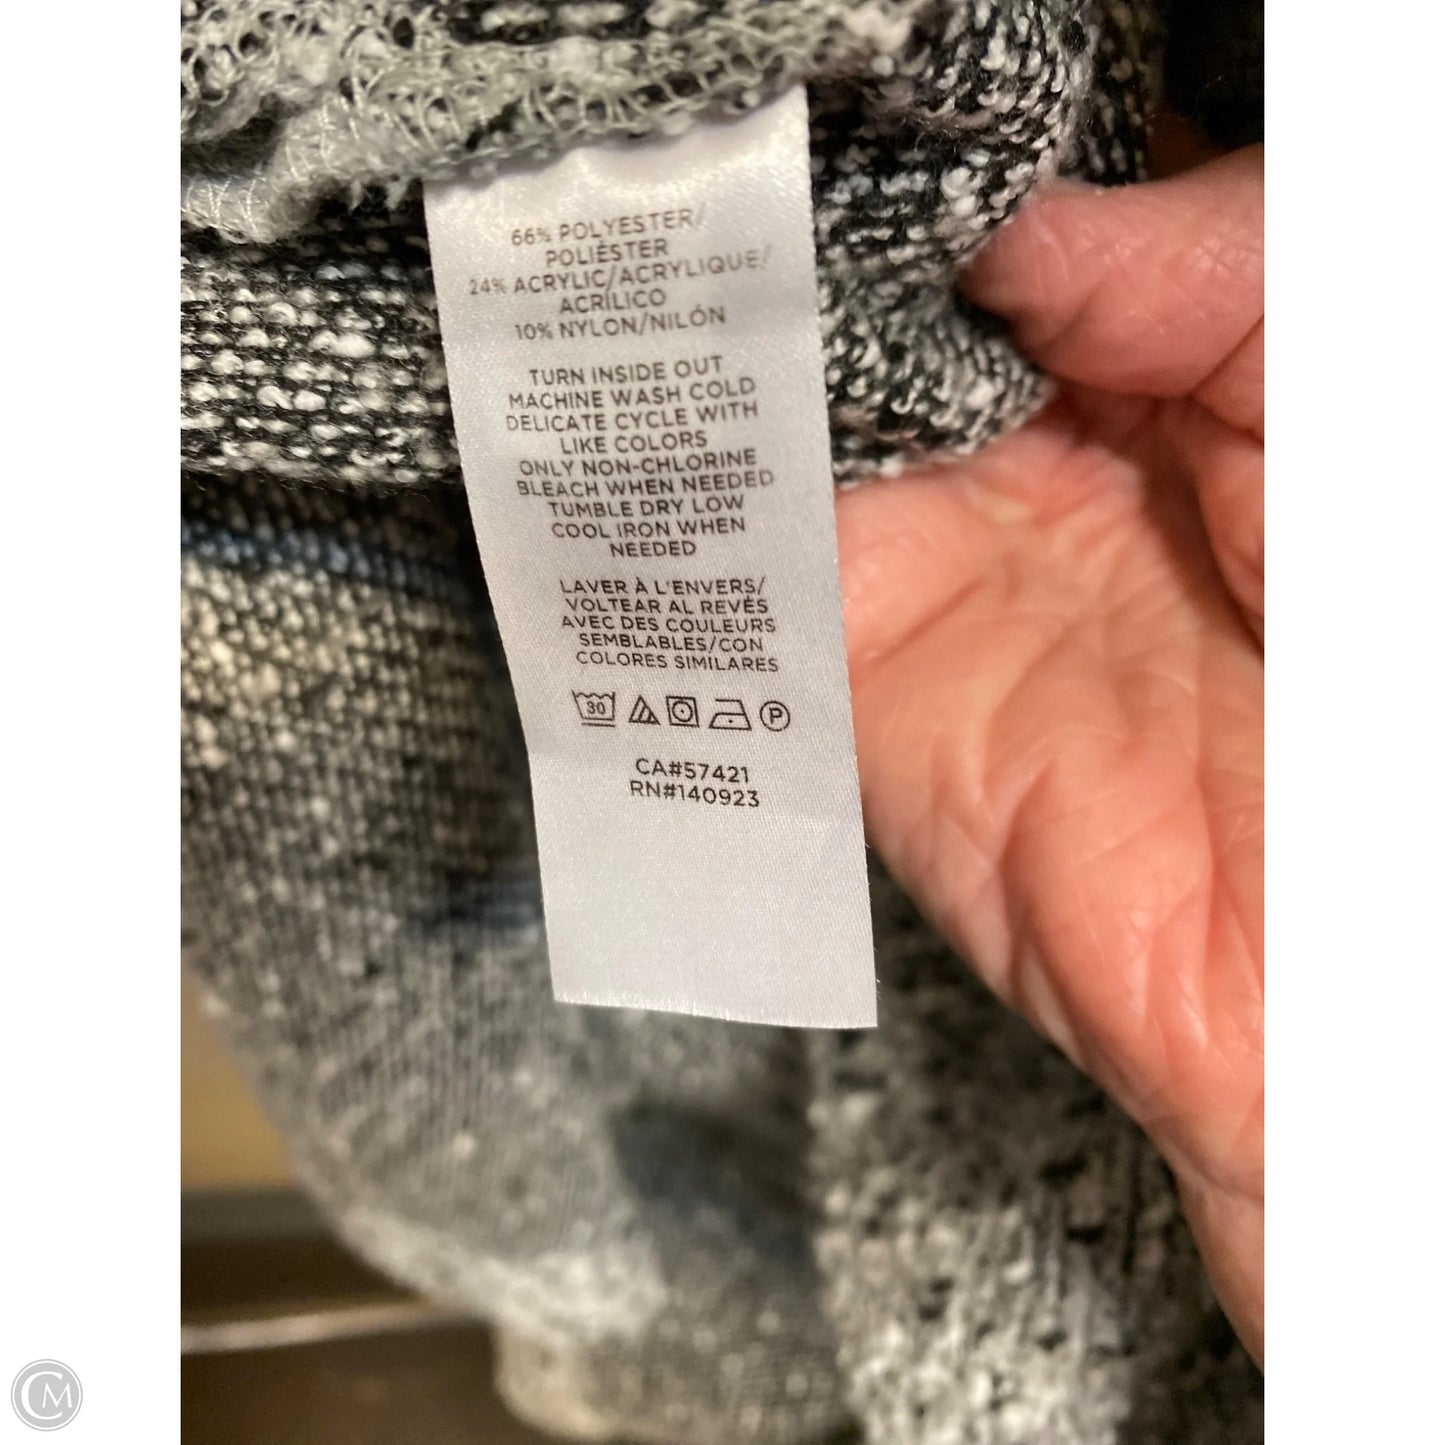 66% POLYESTER/
POLIÉSTER
24% ACRYLIC/ACRYLIQUE/
ACRÍLICO
10% NYLON/NILÓN
TURN INSIDE OUT
MACHINE WASH COLD
DELICATE CYCLE WITH
LIKE COLORS
ONLY NON-CHLORINE
BLEACH WHEN NEEDED
TUMBLE DRY LOW
COOL IRON WHEN
NEEDED
LAVER À L'ENVERS/
VOLTEAR AL REVÉS
AVEC DES COULEURS
SEMBLABLES/CON
COLORES SIMILARES
30 P
CA#57421
RN#140923
CM